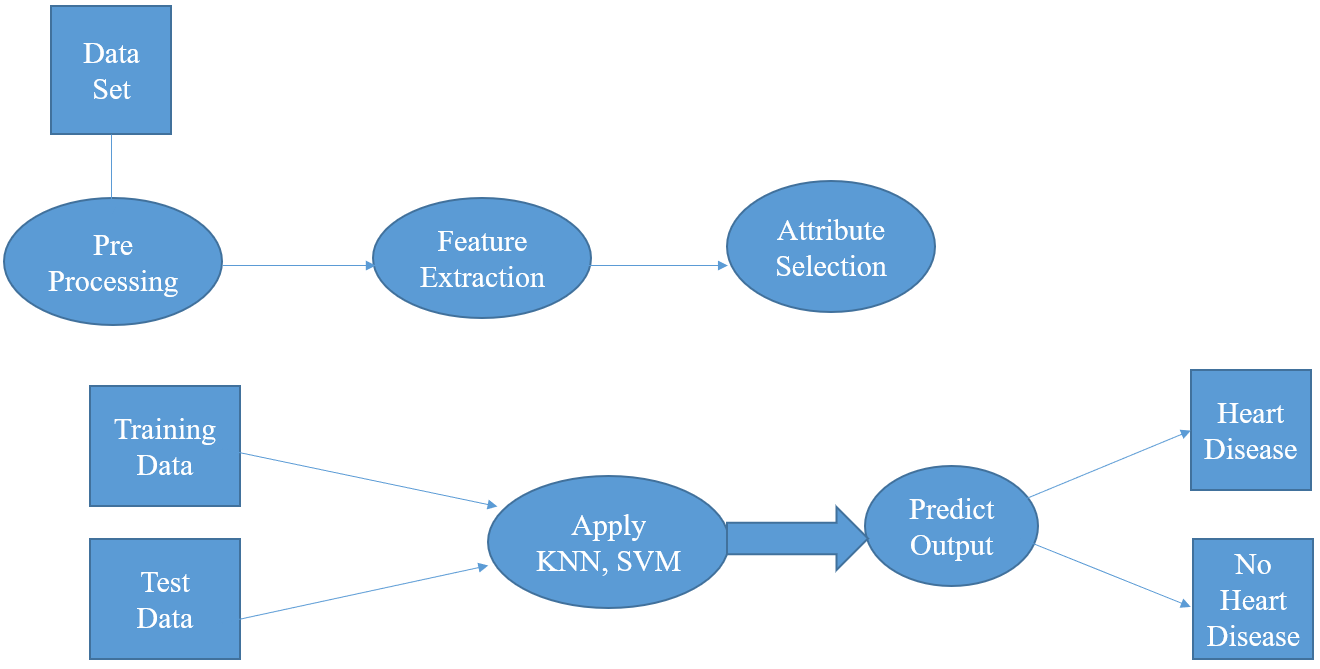 Data
Set
Pre
Processing
Feature
Extraction
Attribute
Selection
Training
Data
Test
Data
Apply
KNN, SVM
Predict
Output
Heart
Disease
No
Heart
Disease